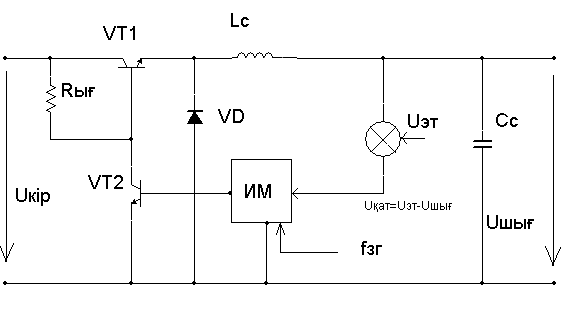 VT1
Lc
Rығ
VD
Uэт
Cc
VT2
ИМ
Uкір
Uқат=Uэт-Uшығ
Uшығ
fзг